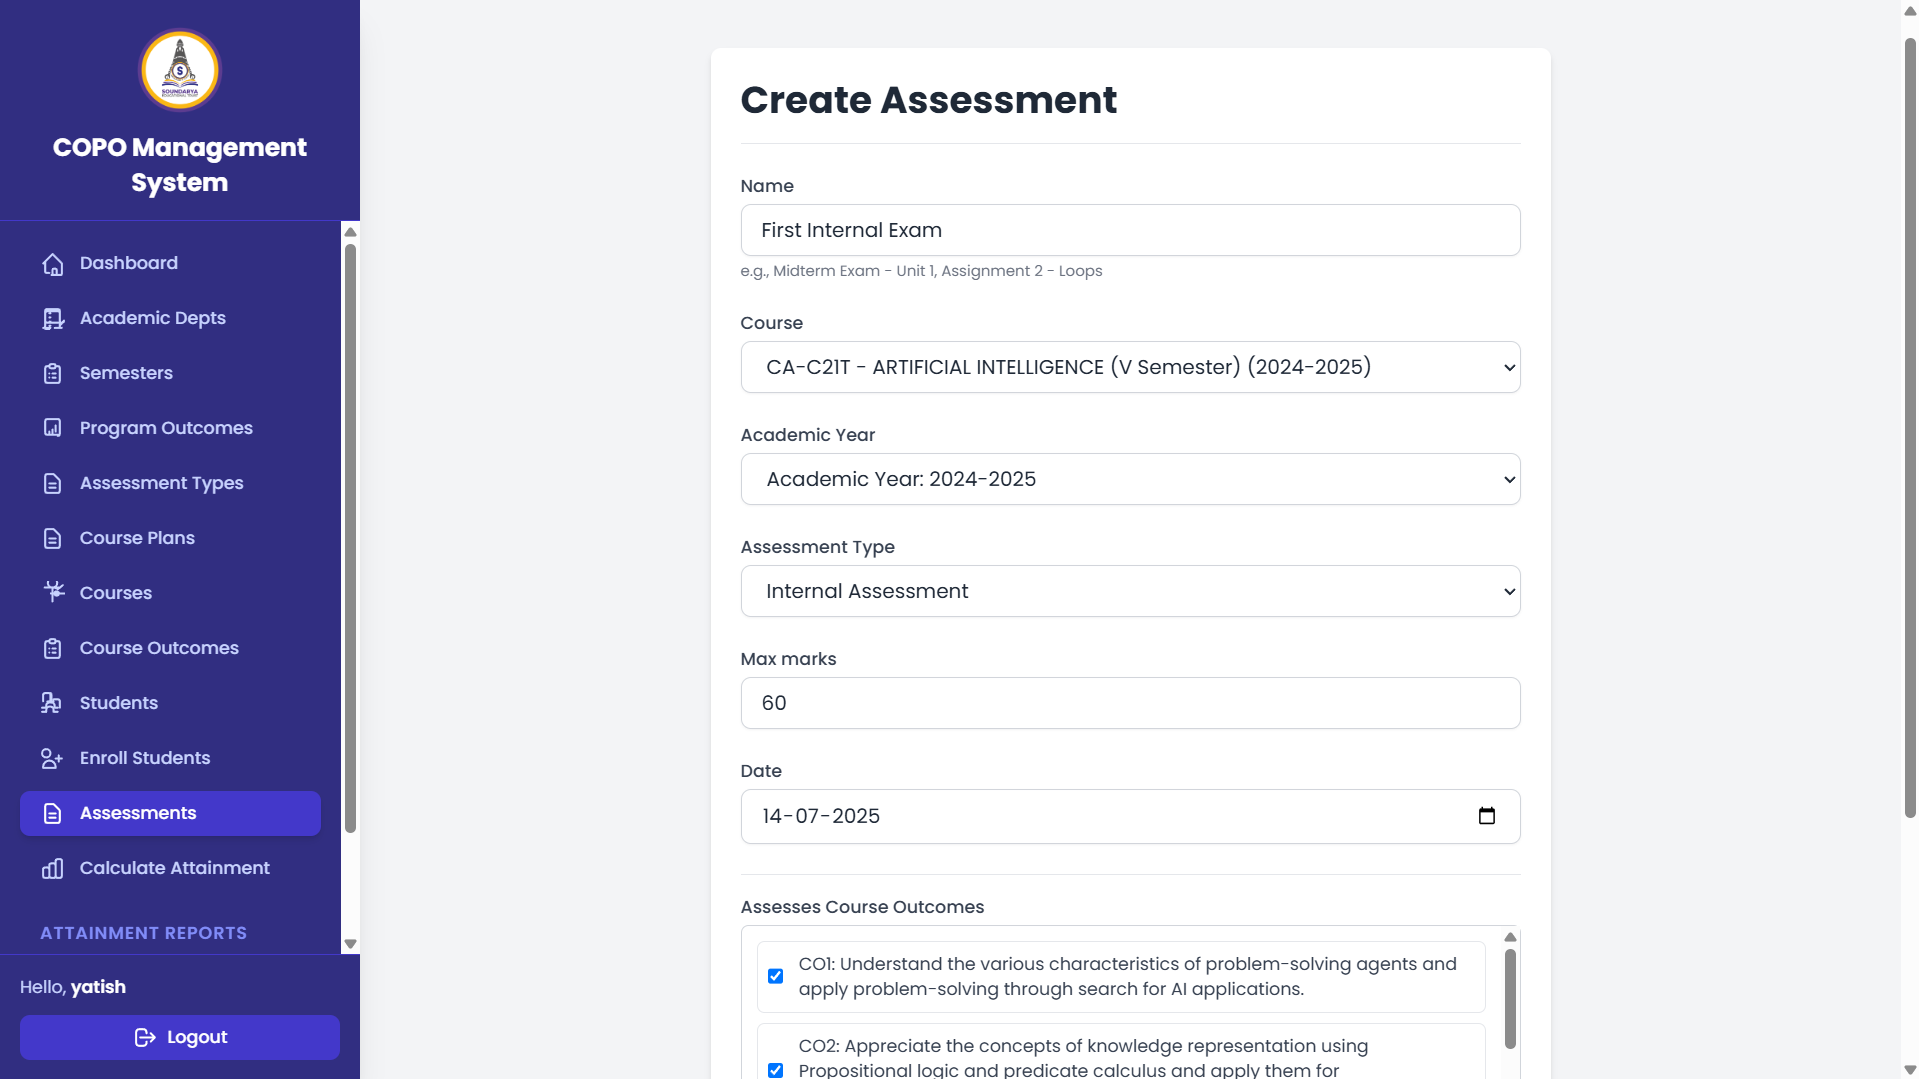 S
SOUNDARYA
EDUCATIONAL TRUST
COPO Management
System
Dashboard
Academic Depts
Semesters
Program Outcomes
Assessment Types
Course Plans
Courses
Course Outcomes
Students
Enroll Students
Assessments
Calculate Attainment
ATTAINMENT REPORTS
Hello, yatish
Logout
Create Assessment
Name
First Internal Exam
e.g., Midterm Exam - Unit 1, Assignment 2 - Loops
Course
CA-C21T - ARTIFICIAL INTELLIGENCE (V Semester) (2024-2025)
Academic Year
Academic Year: 2024-2025
Assessment Type
Internal Assessment
Max marks
60
Date
14-07-2025
Assesses Course Outcomes
CO1: Understand the various characteristics of problem-solving agents and
apply problem-solving through search for AI applications.
CO2: Appreciate the concepts of knowledge representation using
Propositional logic and predicate calculus and apply them for